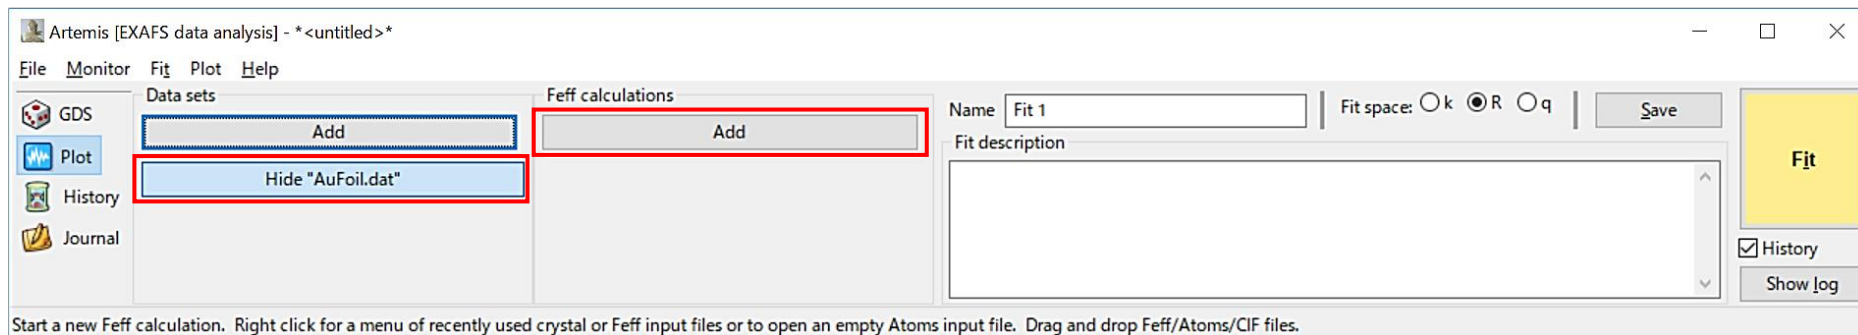 Artemis [EXAFS data analysis] - *<untitled>*
File Monitor Fit Plot Help
GDS
Plot
History
Journal
Data sets
Add
Hide "AuFoil.dat"
Feff calculations
Add
Name Fit 1
Fit space: k R q
Save
Fit description
Fit
History
Show log
Start a new Feff calculation. Right click for a menu of recently used crystal or Feff input files or to open an empty Atoms input file. Drag and drop Feff/Atoms/CIF files.